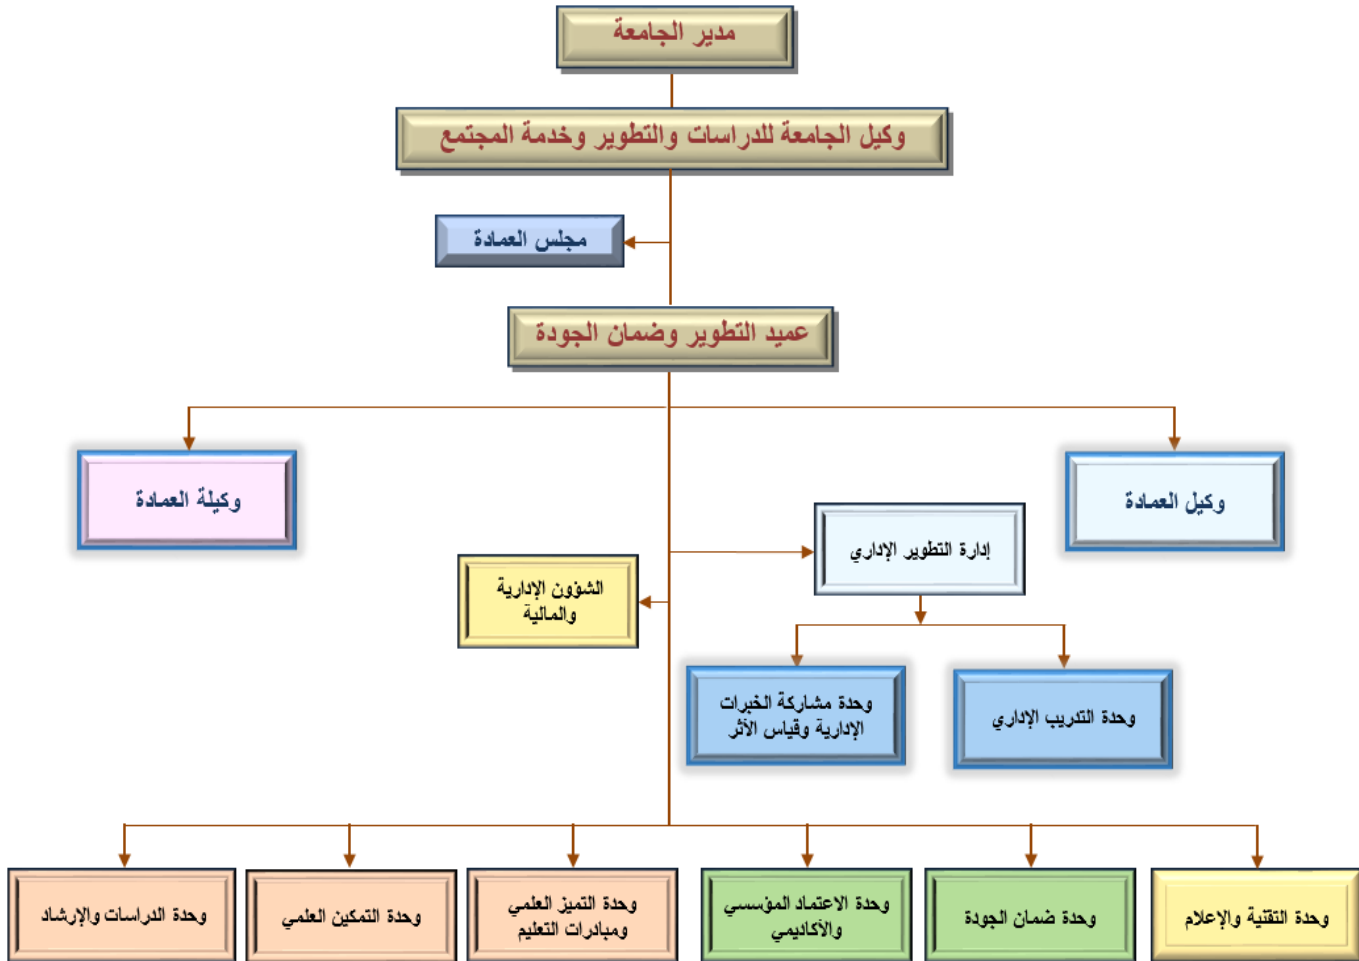 مدير الجامعة
وكيل الجامعة للدراسات والتطوير وخدمة المجتمع
مجلس العمادة
عميد التطوير وضمان الجودة
وكيل العمادة
وكيلة العمادة
إدارة التطوير الإداري
الشؤون الإدارية
والمالية
وحدة التدريب الإداري
وحدة مشاركة الخبرات
الإدارية وقياس الأثر
وحدة التقنية والإعلام
وحدة ضمان الجودة
وحدة الاعتماد المؤسسي
والأكاديمي
وحدة التميز العلمي
ومبادرات التعليم
وحدة التمكين العلمي
وحدة الدراسات والإرشاد